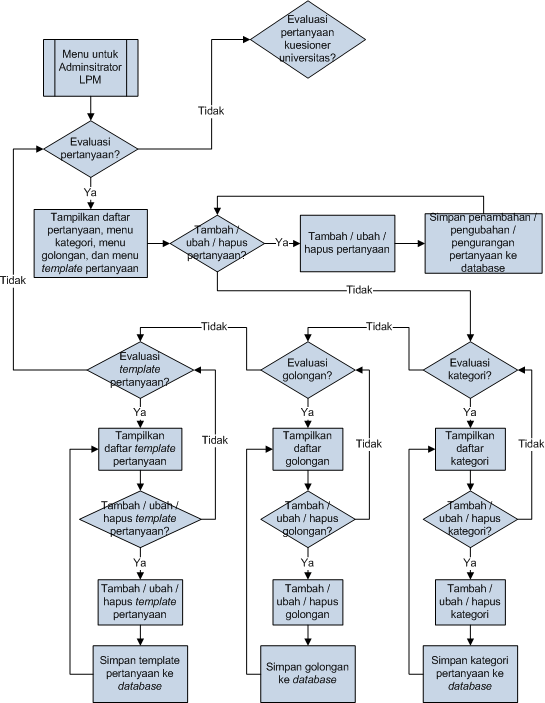 Evaluasi
pertanyaan
kuesioner
universitas?
Menu untuk
Adminsitrator
LPM
Tidak
Evaluasi
pertanyaan?
Ya
Tampilkan daftar
pertanyaan, menu
kategori, menu
golongan, dan menu
template pertanyaan
Tambah /
ubah / hapus
pertanyaan?
Ya
Tambah / ubah /
hapus pertanyaan
Simpan penambahan /
pengubahan /
pengurangan
pertanyaan ke
database
Tidak
Tidak
Tidak
Tidak
Evaluasi
template
pertanyaan?
Evaluasi
golongan?
Evaluasi
kategori?
Ya
Ya
Ya
Tampilkan
daftar template
pertanyaan
Tidak
Tampilkan
daftar
golongan
Tidak
Tampilkan
daftar
kategori
Tidak
Tambah / ubah /
hapus template
pertanyaan?
Tambah /
ubah / hapus
golongan?
Tambah /
ubah / hapus
kategori?
Ya
Ya
Ya
Tambah / ubah /
hapus template
pertanyaan
Tambah /
ubah / hapus
golongan
Tambah /
ubah / hapus
kategori
Simpan template
pertanyaan ke
database
Simpan golongan
ke database
Simpan kategori
pertanyaan ke
database